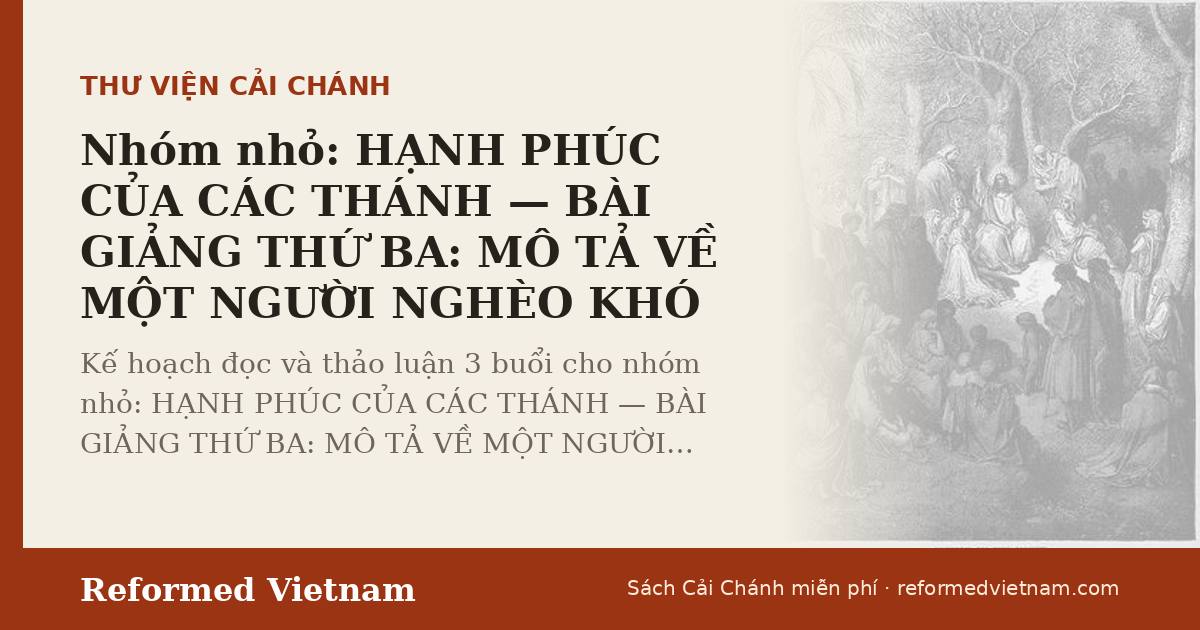 THƯ VIỆN CẢI CHÁNH
Nhóm nhỏ: HẠNH PHÚC
CỦA CÁC THÁNH — BÀI
GIẢNG THỨ BA: MÔ TẢ VỀ
MỘT NGƯỜI NGHÈO KHÓ
Kế hoạch đọc và thảo luận 3 buổi cho nhóm
nhỏ: HẠNH PHÚC CỦA CÁC THÁNH — BÀI
GIẢNG THỨ BA: MÔ TẢ VỀ MỘT NGƯỜI...
Reformed Vietnam
Sách Cải Chánh miễn phí · reformedvietnam.com